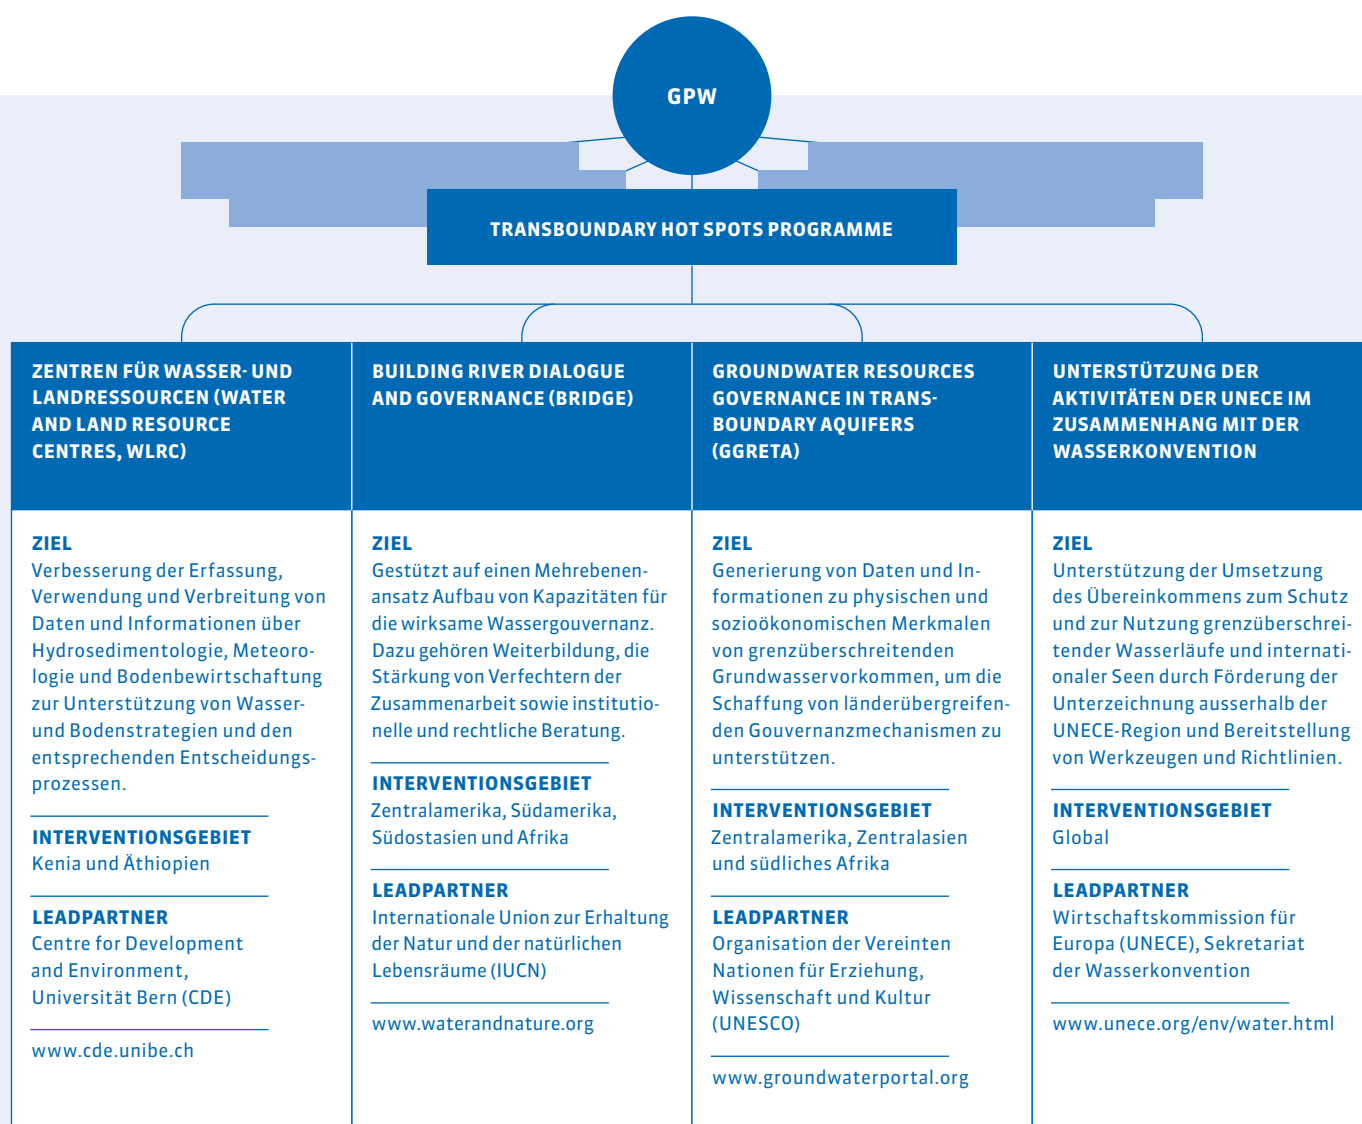 GPW
TRANSBOUNDARY HOT SPOTS PROGRAMME
ZENTREN FÜR WASSER- UND
LANDRESSOURCEN (WATER
AND LAND RESOURCE
CENTRES, WLRC)
ZIEL
Verbesserung der Erfassung,
Verwendung und Verbreitung von
Daten und Informationen über
Hydrosedimentologie, Meteoro-
logie und Bodenbewirtschaftung
zur Unterstützung von Wasser-
und Bodenstrategien und den
entsprechenden Entscheidungs-
prozessen.
INTERVENTIONSGEBIET
Kenia und Äthiopien
LEADPARTNER
Centre for Development
and Environment,
Universität Bern (CDE)
www.cde.unibe.ch
BUILDING RIVER DIALOGUE
AND GOVERNANCE (BRIDGE)
ZIEL
Gestützt auf einen Mehrebenen-
ansatz Aufbau von Kapazitäten für
die wirksame Wassergouvernanz.
Dazu gehören Weiterbildung, die
Stärkung von Verfechtern der
Zusammenarbeit sowie institutio-
nelle und rechtliche Beratung.
INTERVENTIONSGEBIET
Zentralamerika, Südamerika,
Südostasien und Afrika
LEADPARTNER
Internationale Union zur Erhaltung
der Natur und der natürlichen
Lebensräume (IUCN)
www.waterandnature.org
GROUNDWATER RESOURCES
GOVERNANCE IN TRANS-
BOUNDARY AQUIFERS
(GGRETA)
ZIEL
Generierung von Daten und In-
formationen zu physischen und
sozioökonomischen Merkmalen
von grenzüberschreitenden
Grundwasservorkommen, um die
Schaffung von länderübergreifen-
den Gouvernanzmechanismen zu
unterstützen.
INTERVENTIONSGEBIET
Zentralamerika, Zentralasien
und südliches Afrika
LEADPARTNER
Organisation der Vereinten
Nationen für Erziehung,
Wissenschaft und Kultur
(UNESCO)
www.groundwaterportal.org
UNTERSTÜTZUNG DER
AKTIVITÄTEN DER UNECE IM
ZUSAMMENHANG MIT DER
WASSERKONVENTION
ZIEL
Unterstützung der Umsetzung
des Übereinkommens zum Schutz
und zur Nutzung grenzüberschrei-
tender Wasserläufe und internati-
onaler Seen durch Förderung der
Unterzeichnung ausserhalb der
UNECE-Region und Bereitstellung
von Werkzeugen und Richtlinien.
INTERVENTIONSGEBIET
Global
LEADPARTNER
Wirtschaftskommission für
Europa (UNECE), Sekretariat
der Wasserkonvention
www.unece.org/env/water.html